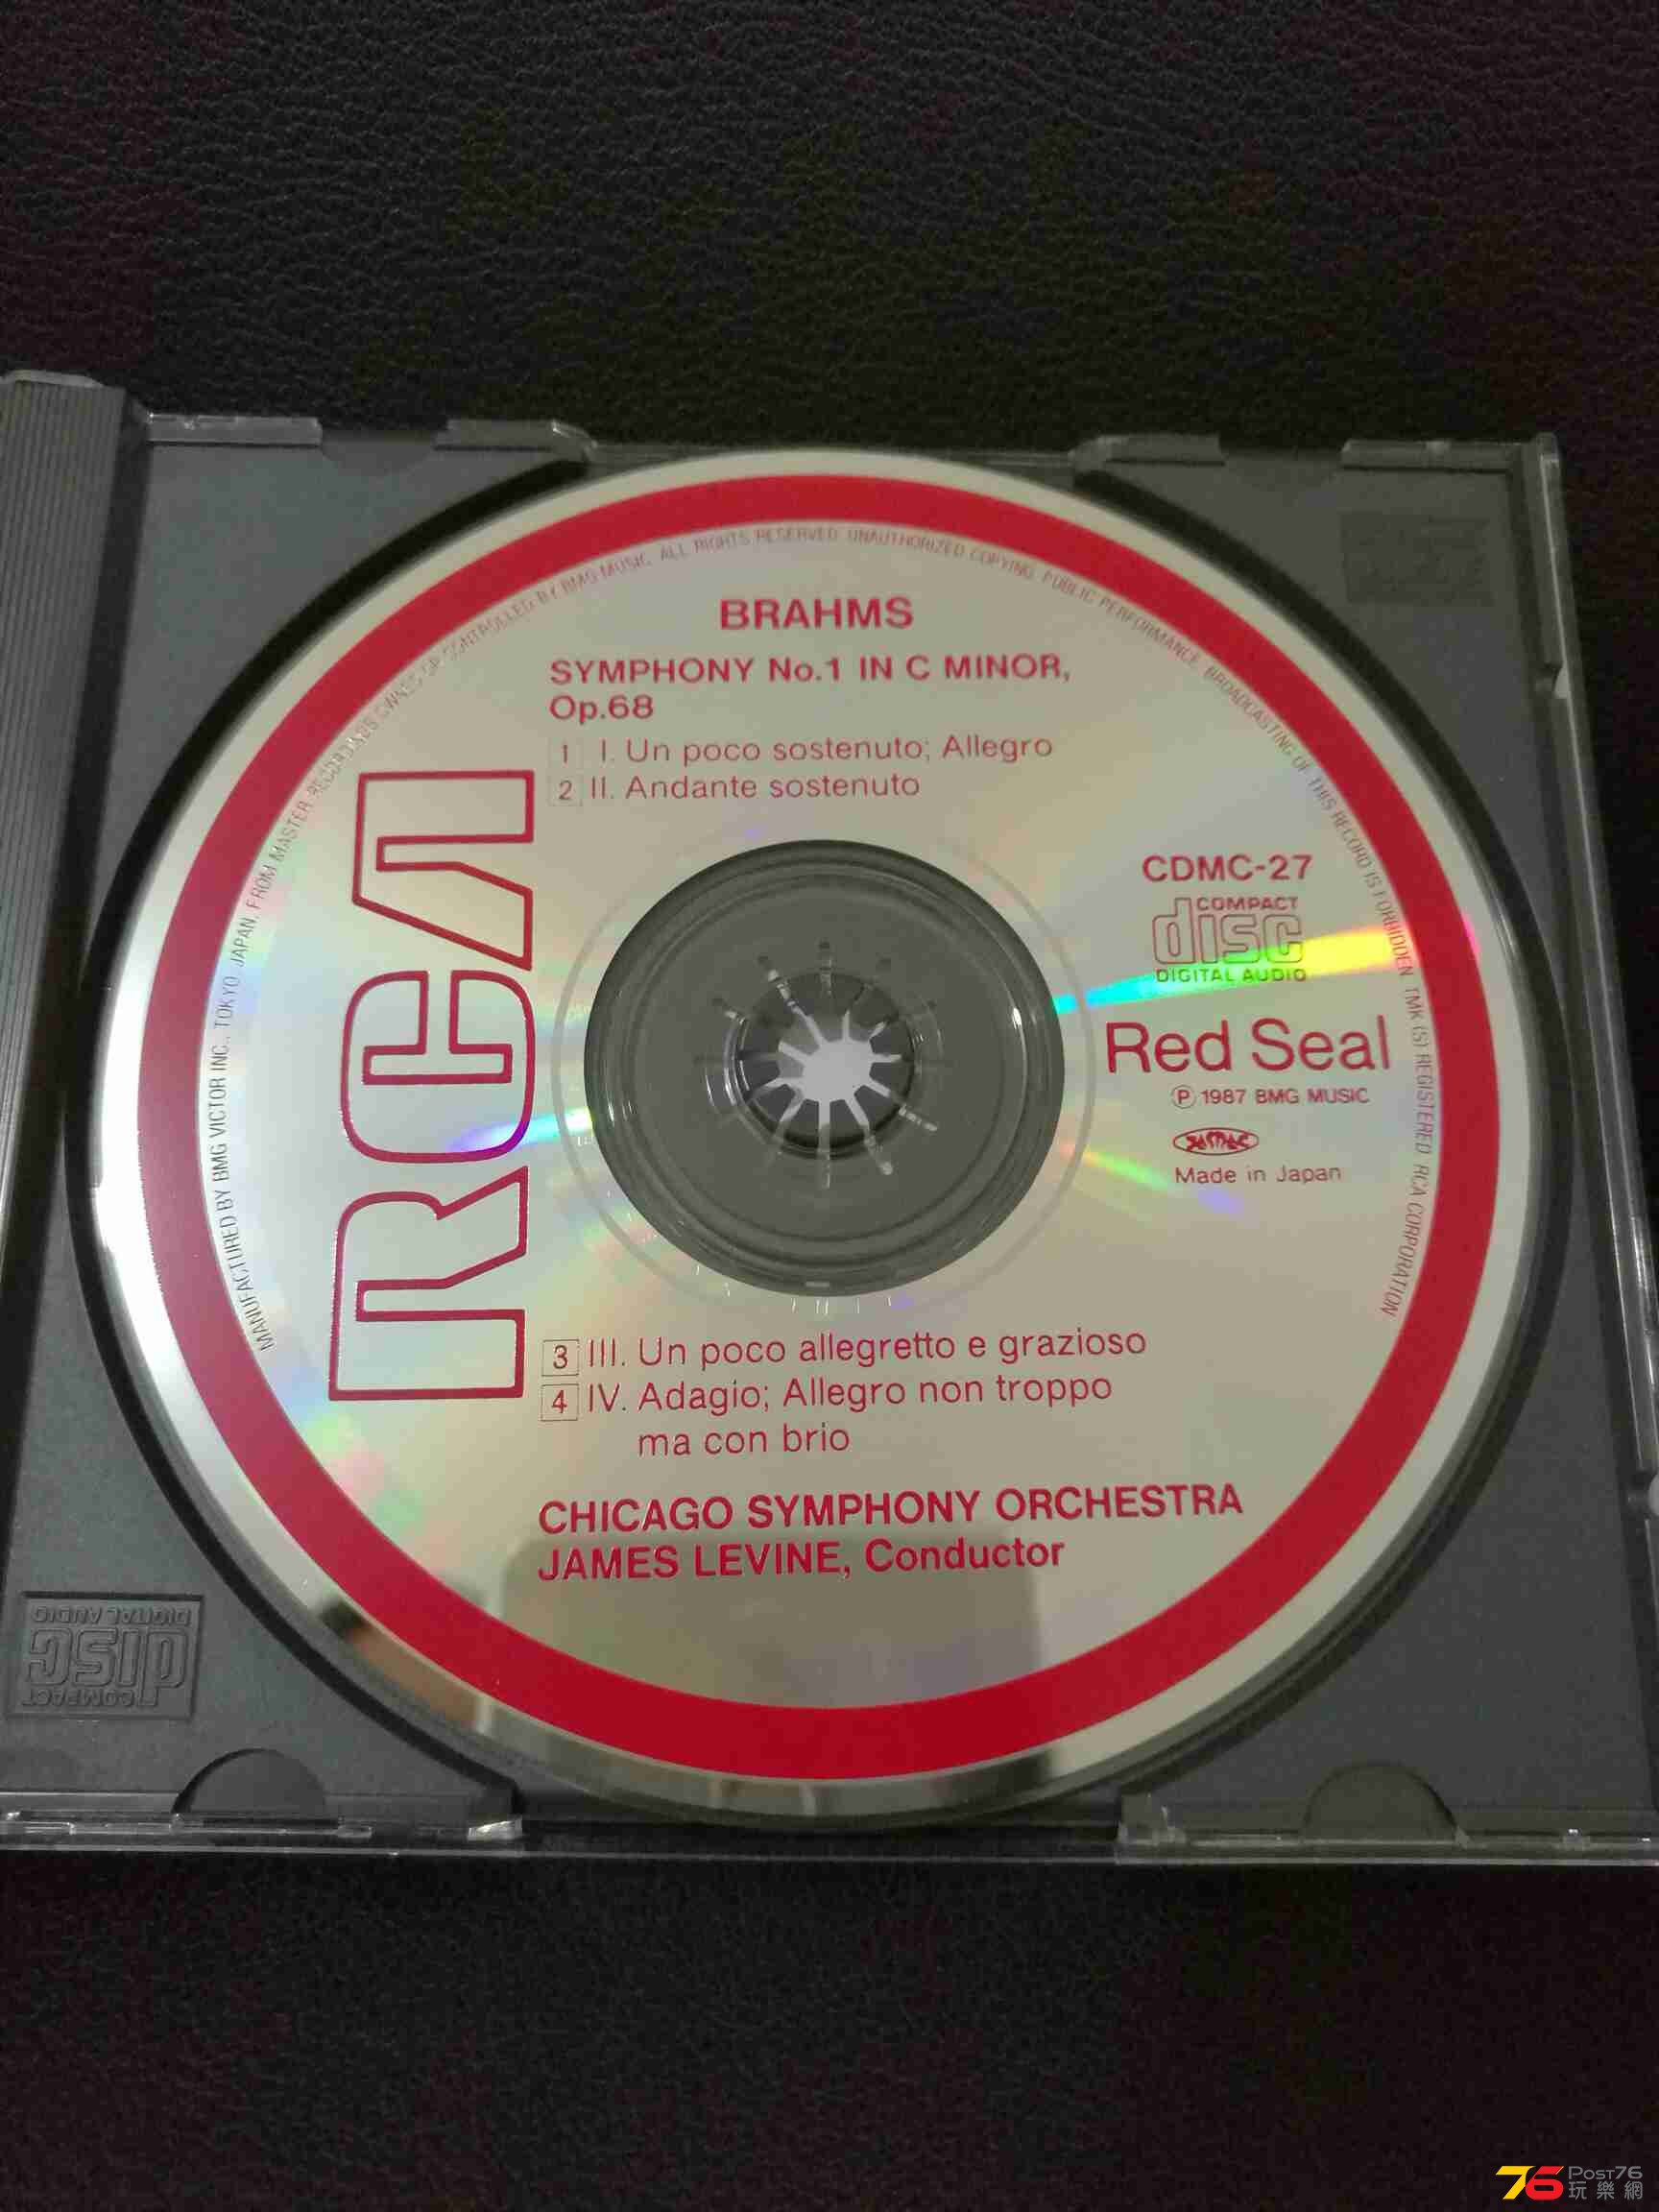 MANUFACTURED BY BMG VICTOR INC., TOKYO, JAPAN. FROM MASTER RECORDINGS OWNED OR CONTROLLED BY BMG MUSIC. ALL RIGHTS RESERVED. UNAUTHORIZED COPYING, PUBLIC PERFORMANCE, BROADCASTING OF THIS RECORD IS FORBIDDEN. TMK(S) REGISTERED. RCA CORPORATION
BRAHMS
SYMPHONY No.1 IN C MINOR,
Op.68
1 I. Un poco sostenuto; Allegro
2 II. Andante sostenuto
RCA
CDMC-27
COMPACT
disc
DIGITAL AUDIO
Red Seal
Ⓟ 1987 BMG MUSIC
Made in Japan
3 III. Un poco allegretto e grazioso
4 IV. Adagio; Allegro non troppo
ma con brio
CHICAGO SYMPHONY ORCHESTRA
JAMES LEVINE, Conductor
COMPACT
disc
DIGITAL AUDIO
76 Post76
玩樂網